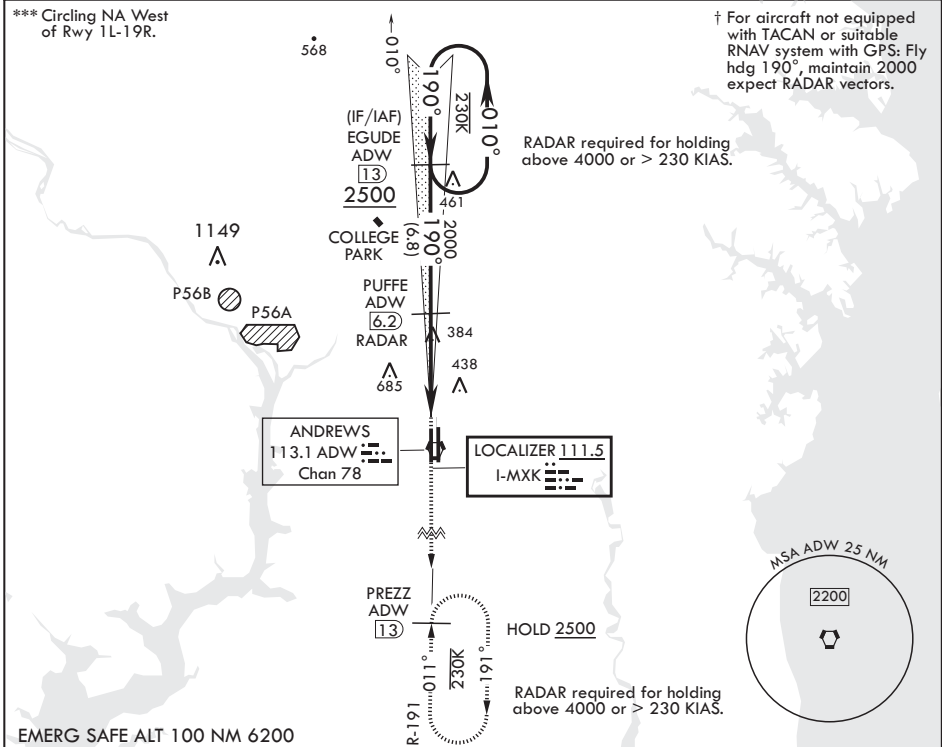 *** Circling NA West
of Rwy 1L-19R.
568
010°
† For aircraft not equipped
with TACAN or suitable
RNAV system with GPS: Fly
hdg 190°, maintain 2000
expect RADAR vectors.
190°
230K
010°
(IF/IAF)
EGUDE
ADW
13
2500
RADAR required for holding
above 4000 or > 230 KIAS.
461
COLLEGE
PARK
(6.8)
190°
2000
1149
P56B
P56A
PUFFE
ADW
6.2
RADAR
384
685
438
ANDREWS
113.1 ADW
Chan 78
LOCALIZER 111.5
I-MXK
MSA ADW 25 NM
2200
PREZZ
ADW
13
HOLD 2500
011°
230K
191°
R-191
RADAR required for holding
above 4000 or > 230 KIAS.
EMERG SAFE ALT 100 NM 6200